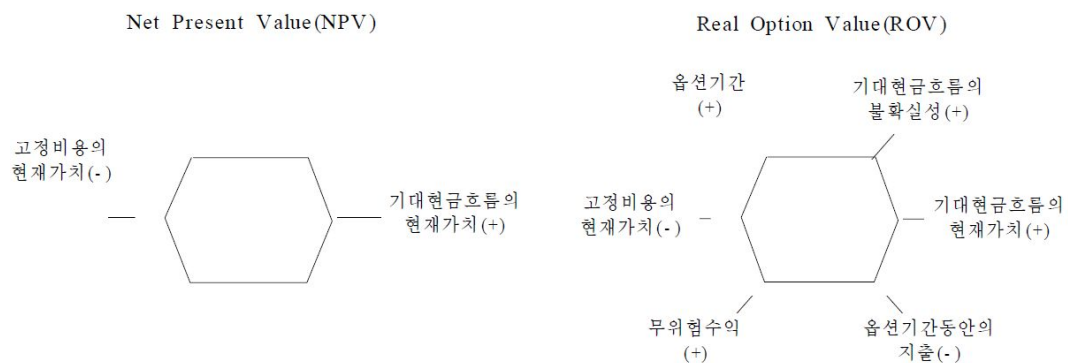 Net Present Value(NPV)
고정비용의
현재가치(-)
기대현금흐름의
현재가치(+)
Real Option Value(ROV)
옵션기간
(+)
기대현금흐름의
불확실성(+)
고정비용의
현재가치(-)
기대현금흐름의
현재가치(+)
무위험수익
(+)
옵션기간동안의
지출(-)